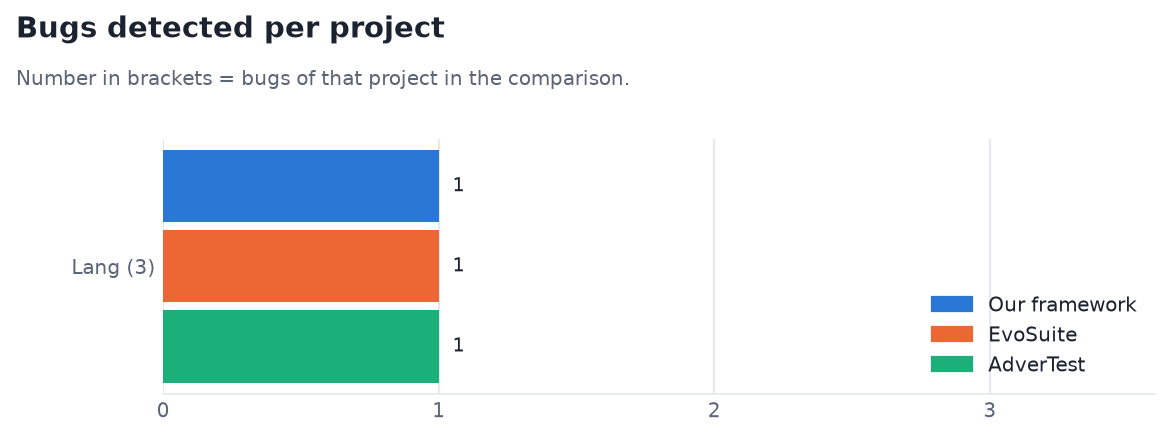 Bugs detected per project
Number in brackets = bugs of that project in the comparison.
1
Lang (3)
1
1
Our framework
EvoSuite
AdverTest
0 1 2 3